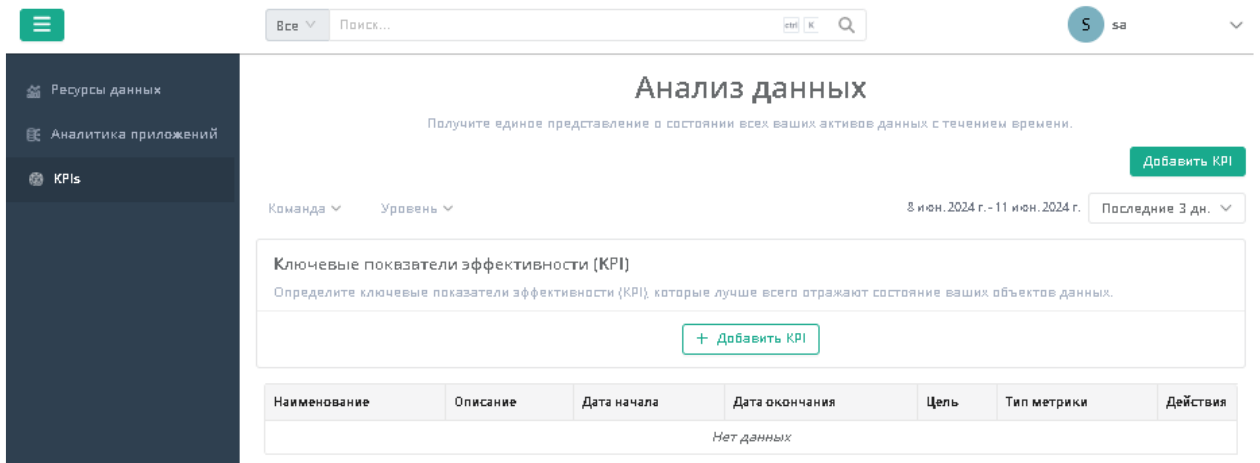 Все Поиск... ctrl K S sa
Ресурсы данных
Аналитика приложений
KPIs
Анализ данных
Получите единое представление о состоянии всех ваших активов данных с течением времени.
Добавить KPI
Команда Уровень 8 июн. 2024 г. - 11 июн. 2024 г. Последние 3 дн.
Ключевые показатели эффективности (KPI)
Определите ключевые показатели эффективности (KPI), которые лучше всего отражают состояние ваших объектов данных.
+ Добавить KPI
Наименование Описание Дата начала Дата окончания Цель Тип метрики Действия
Нет данных